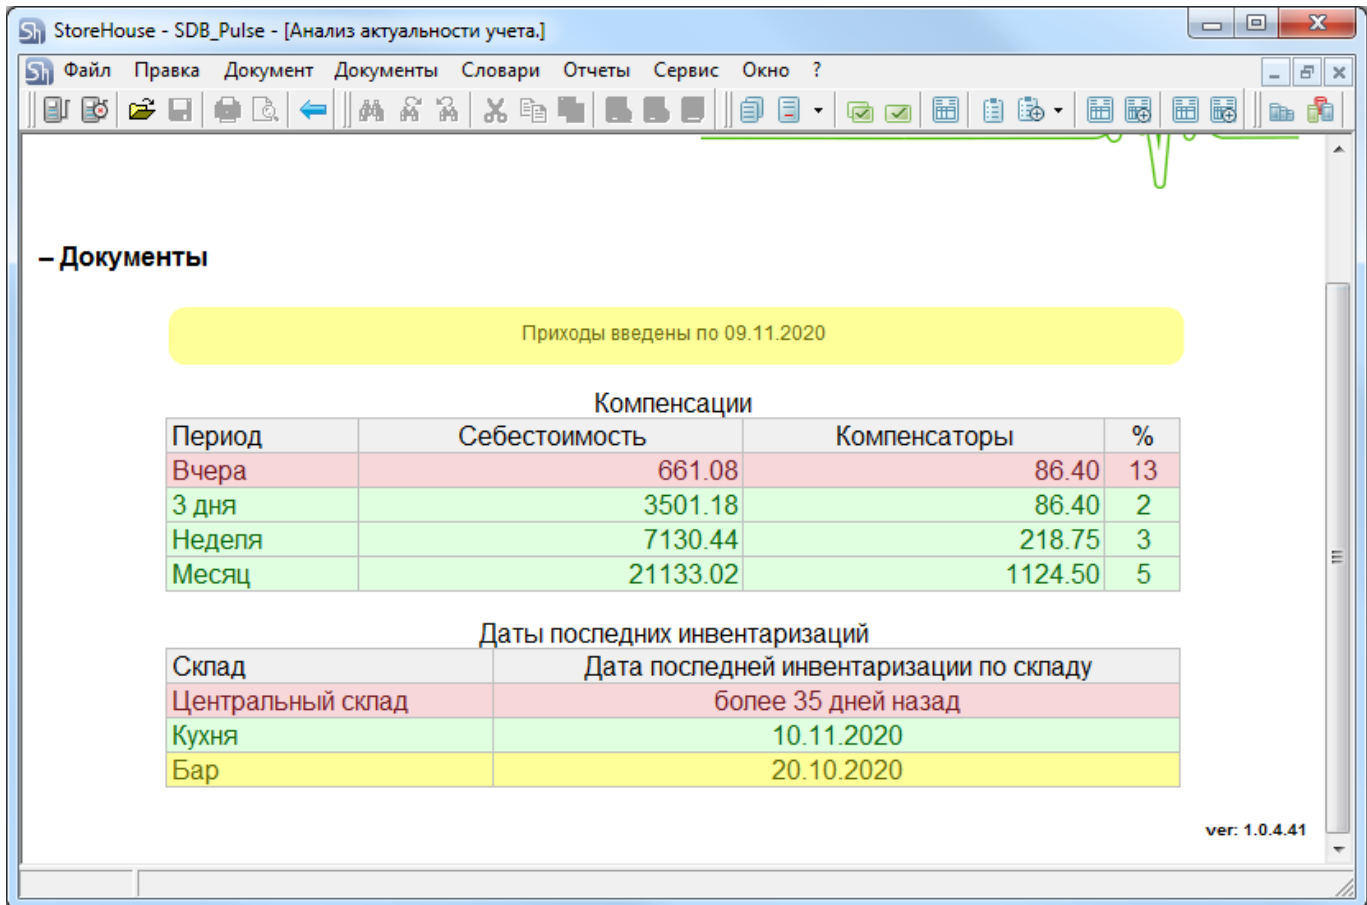 Sh StoreHouse - SDB_Pulse - [Анализ актуальности учета.]
Sh Файл Правка Документ Документы Словари Отчеты Сервис Окно ?
– Документы
Приходы введены по 09.11.2020
Компенсации
Период Себестоимость Компенсаторы %
Вчера 661.08 86.40 13
3 дня 3501.18 86.40 2
Неделя 7130.44 218.75 3
Месяц 21133.02 1124.50 5
Даты последних инвентаризаций
Склад Дата последней инвентаризации по складу
Центральный склад более 35 дней назад
Кухня 10.11.2020
Бар 20.10.2020
ver: 1.0.4.41